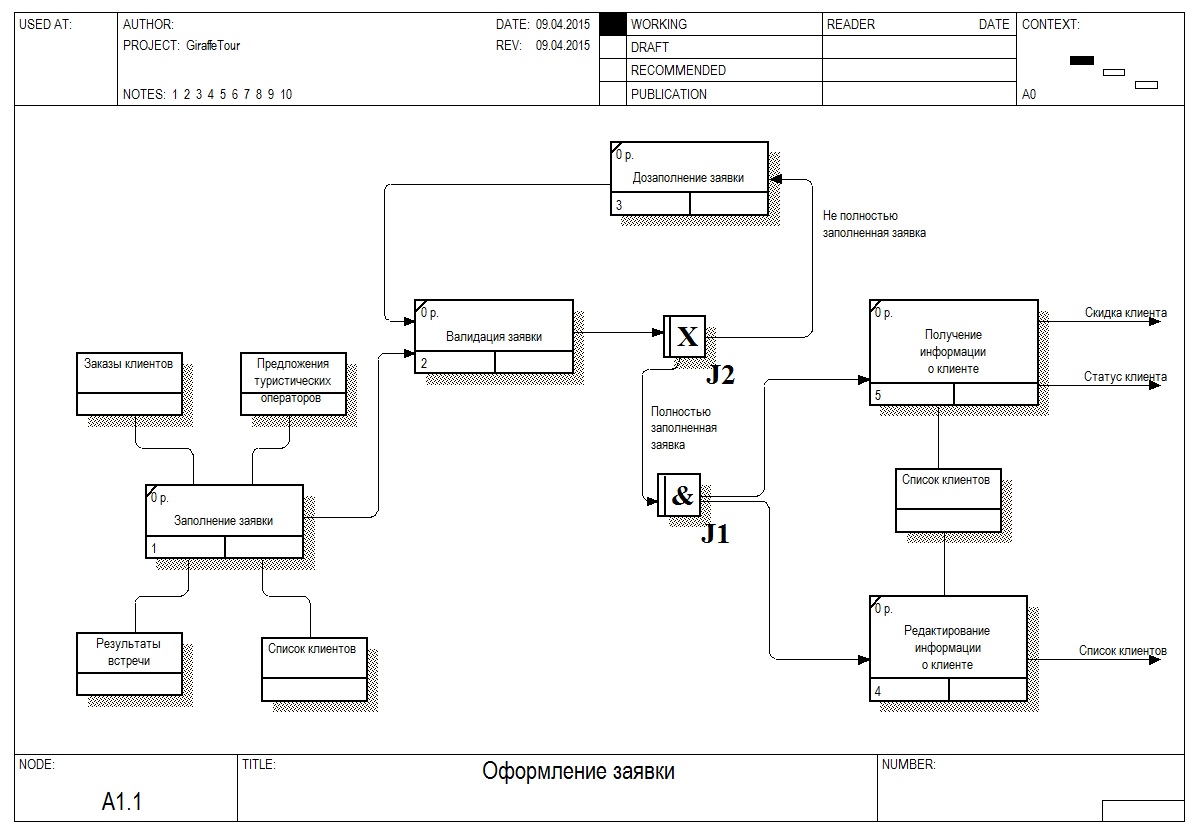 USED AT:
AUTHOR:
DATE: 09.04.2015
PROJECT: GiraffeTour
REV: 09.04.2015
NOTES: 1 2 3 4 5 6 7 8 9 10
WORKING
DRAFT
RECOMMENDED
PUBLICATION
READER
DATE
CONTEXT:
A0
0 р.
Дозаполнение заявки
3
Не полностью
заполненная заявка
0 р.
Валидация заявки
2
X
J2
0 р.
Получение
информации
о клиенте
5
Скидка клиента
Статус клиента
Заказы клиентов
Предложения
туристических
операторов
Полностью
заполненная
заявка
&
J1
Список клиентов
0 р.
Заполнение заявки
1
Результаты
встречи
Список клиентов
0 р.
Редактирование
информации
о клиенте
4
Список клиентов
NODE:
A1.1
TITLE:
Оформление заявки
NUMBER: